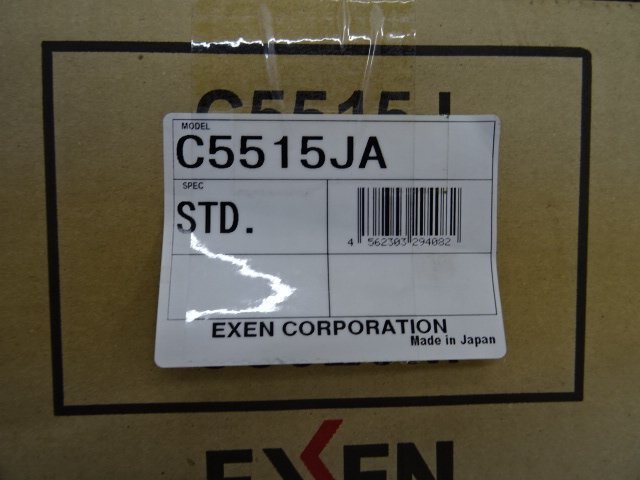 MODEL
C5515JA
SPEC
STD.
4 562303 294082
EXEN CORPORATION
Made in Japan
EXEN